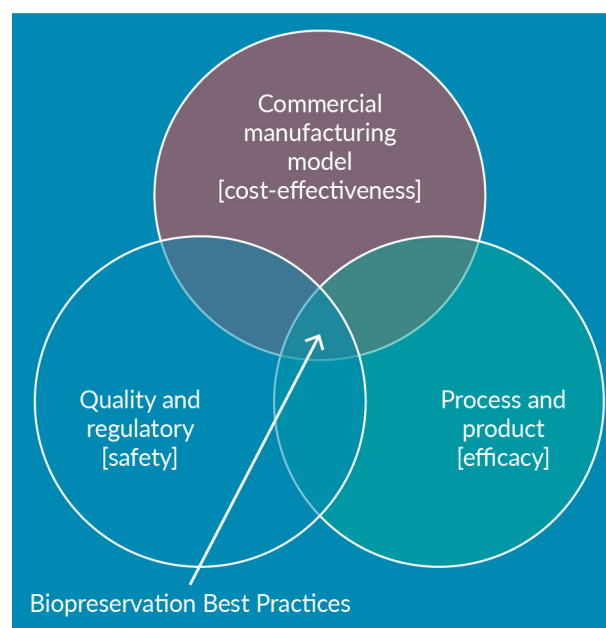 Commercial
manufacturing
model
[cost-effectiveness]
Quality and
regulatory
[safety]
Process and
product
[efficacy]
Biopreservation Best Practices